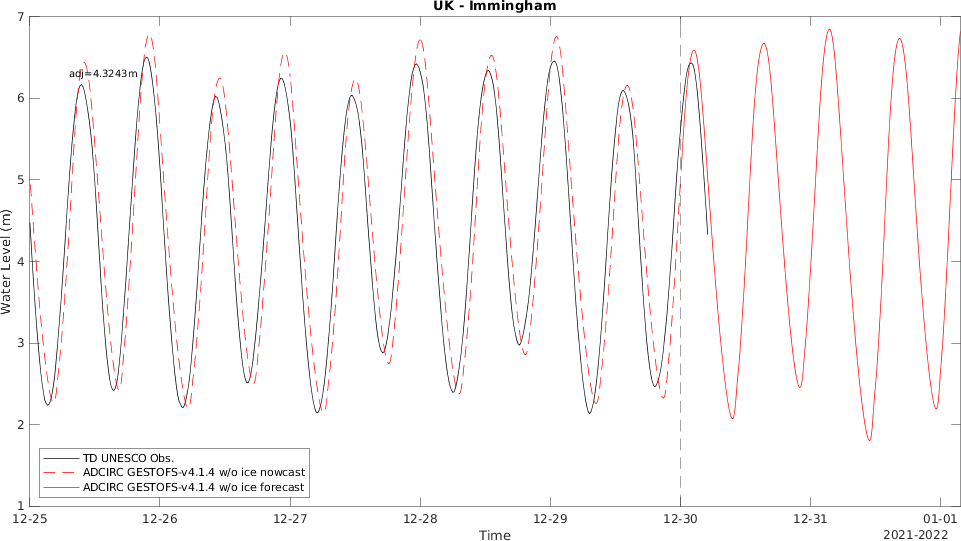 UK - Immingham
7
6
5
4
3
2
1
Water Level (m)
adj=4.3243m
TD UNESCO Obs.
ADCIRC GESTOFS-v4.1.4 w/o ice nowcast
ADCIRC GESTOFS-v4.1.4 w/o ice forecast
12-25 12-26 12-27 12-28 12-29 12-30 12-31 01-01
Time
2021-2022